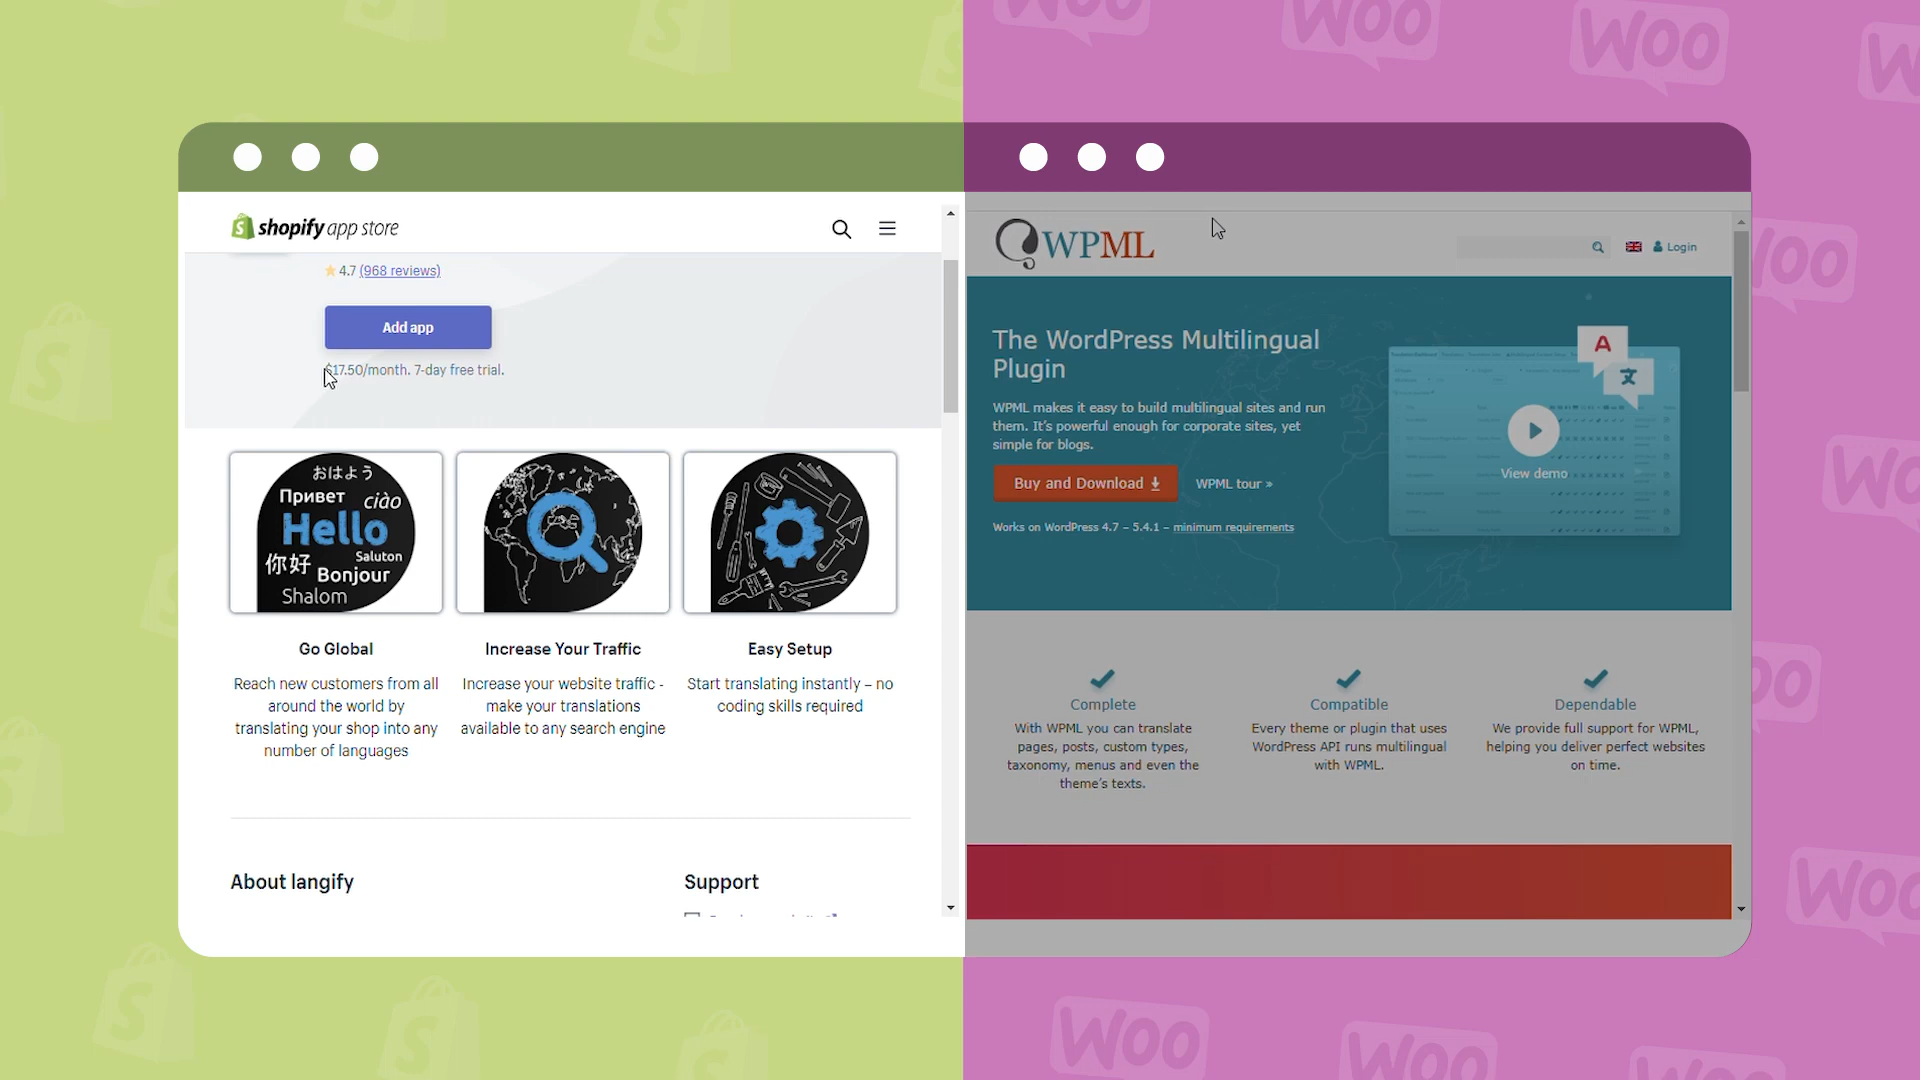 shopify app store
4.7 (968 reviews)
Add app
$17.50/month. 7-day free trial.
おはよう
Привет ciào
Hello
你好 Saluton
Bonjour
Shalom
Go Global
Reach new customers from all
around the world by
translating your shop into any
number of languages
Increase Your Traffic
Increase your website traffic -
make your translations
available to any search engine
Easy Setup
Start translating instantly – no
coding skills required
About langify
Support
WPML
Login
The WordPress Multilingual
Plugin
WPML makes it easy to build multilingual sites and run
them. It's powerful enough for corporate sites, yet
simple for blogs.
Buy and Download
WPML tour »
Works on WordPress 4.7 – 5.4.1 – minimum requirements
A
文
View demo
Complete
With WPML you can translate
pages, posts, custom types,
taxonomy, menus and even the
theme's texts.
Compatible
Every theme or plugin that uses
WordPress API runs multilingual
with WPML.
Dependable
We provide full support for WPML,
helping you deliver perfect websites
on time.
WOO
WOO
WOO
WOO
WOO